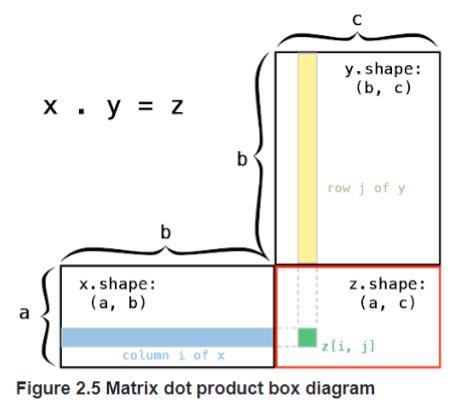 c
x . y = z
y.shape:
(b, c)
b
row j of y
b
a
x.shape:
(a, b)
z.shape:
(a, c)
z[i, j]
column i of x
Figure 2.5 Matrix dot product box diagram